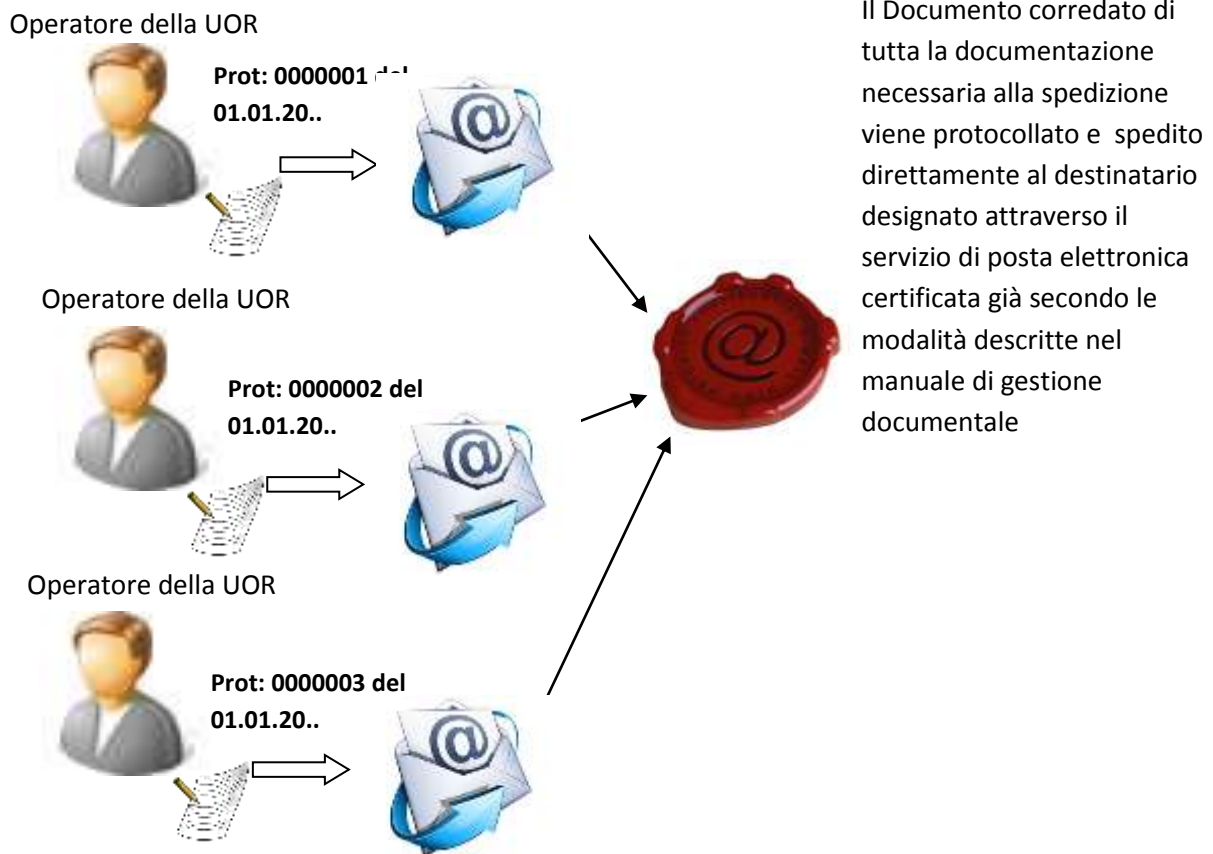 Operatore della UOR
Prot: 0000001 del
01.01.20..
Operatore della UOR
Prot: 0000002 del
01.01.20..
Operatore della UOR
Prot: 0000003 del
01.01.20..
Il Documento corredato di
tutta la documentazione
necessaria alla spedizione
viene protocollato e spedito
direttamente al destinatario
designato attraverso il
servizio di posta elettronica
certificata già secondo le
modalità descritte nel
manuale di gestione
documentale